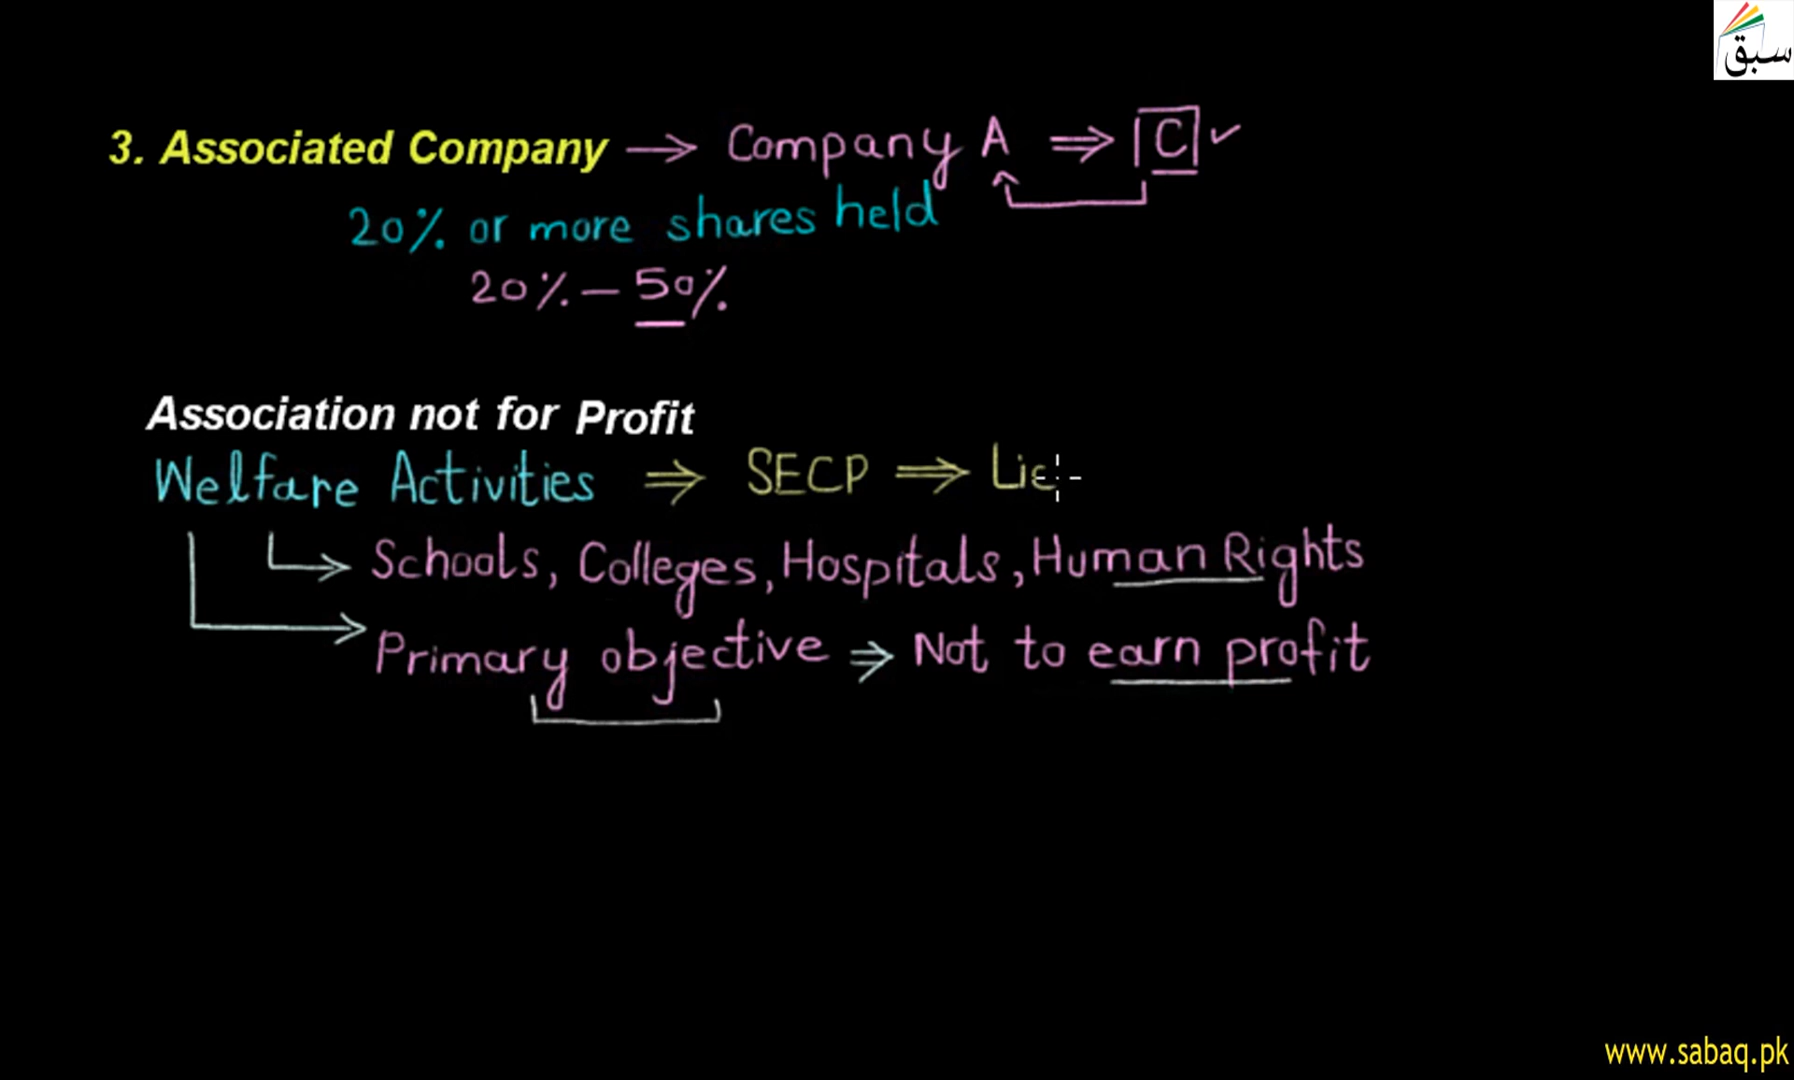 سبق
3. Associated Company → Company A ⇒ C ✓
20% or more shares held
20% – 50%
Association not for Profit
Welfare Activities ⇒ SECP ⇒ Lic
Schools, Colleges, Hospitals, Human Rights
Primary objective ⇒ Not to earn profit
www.sabaq.pk